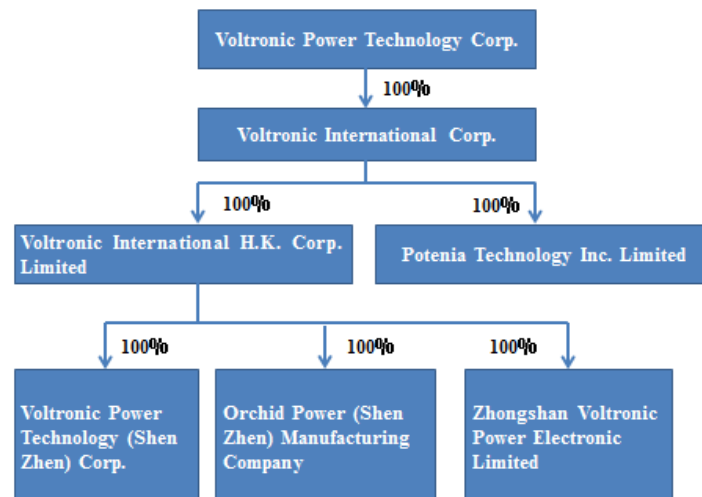 Voltronic Power Technology Corp.
100%
Voltronic International Corp.
100%
100%
Voltronic International H.K. Corp.
Limited
Potenia Technology Inc. Limited
100%
100%
100%
Voltronic Power
Technology (Shen
Zhen) Corp.
Orchid Power (Shen
Zhen) Manufacturing
Company
Zhongshan Voltronic
Power Electronic
Limited